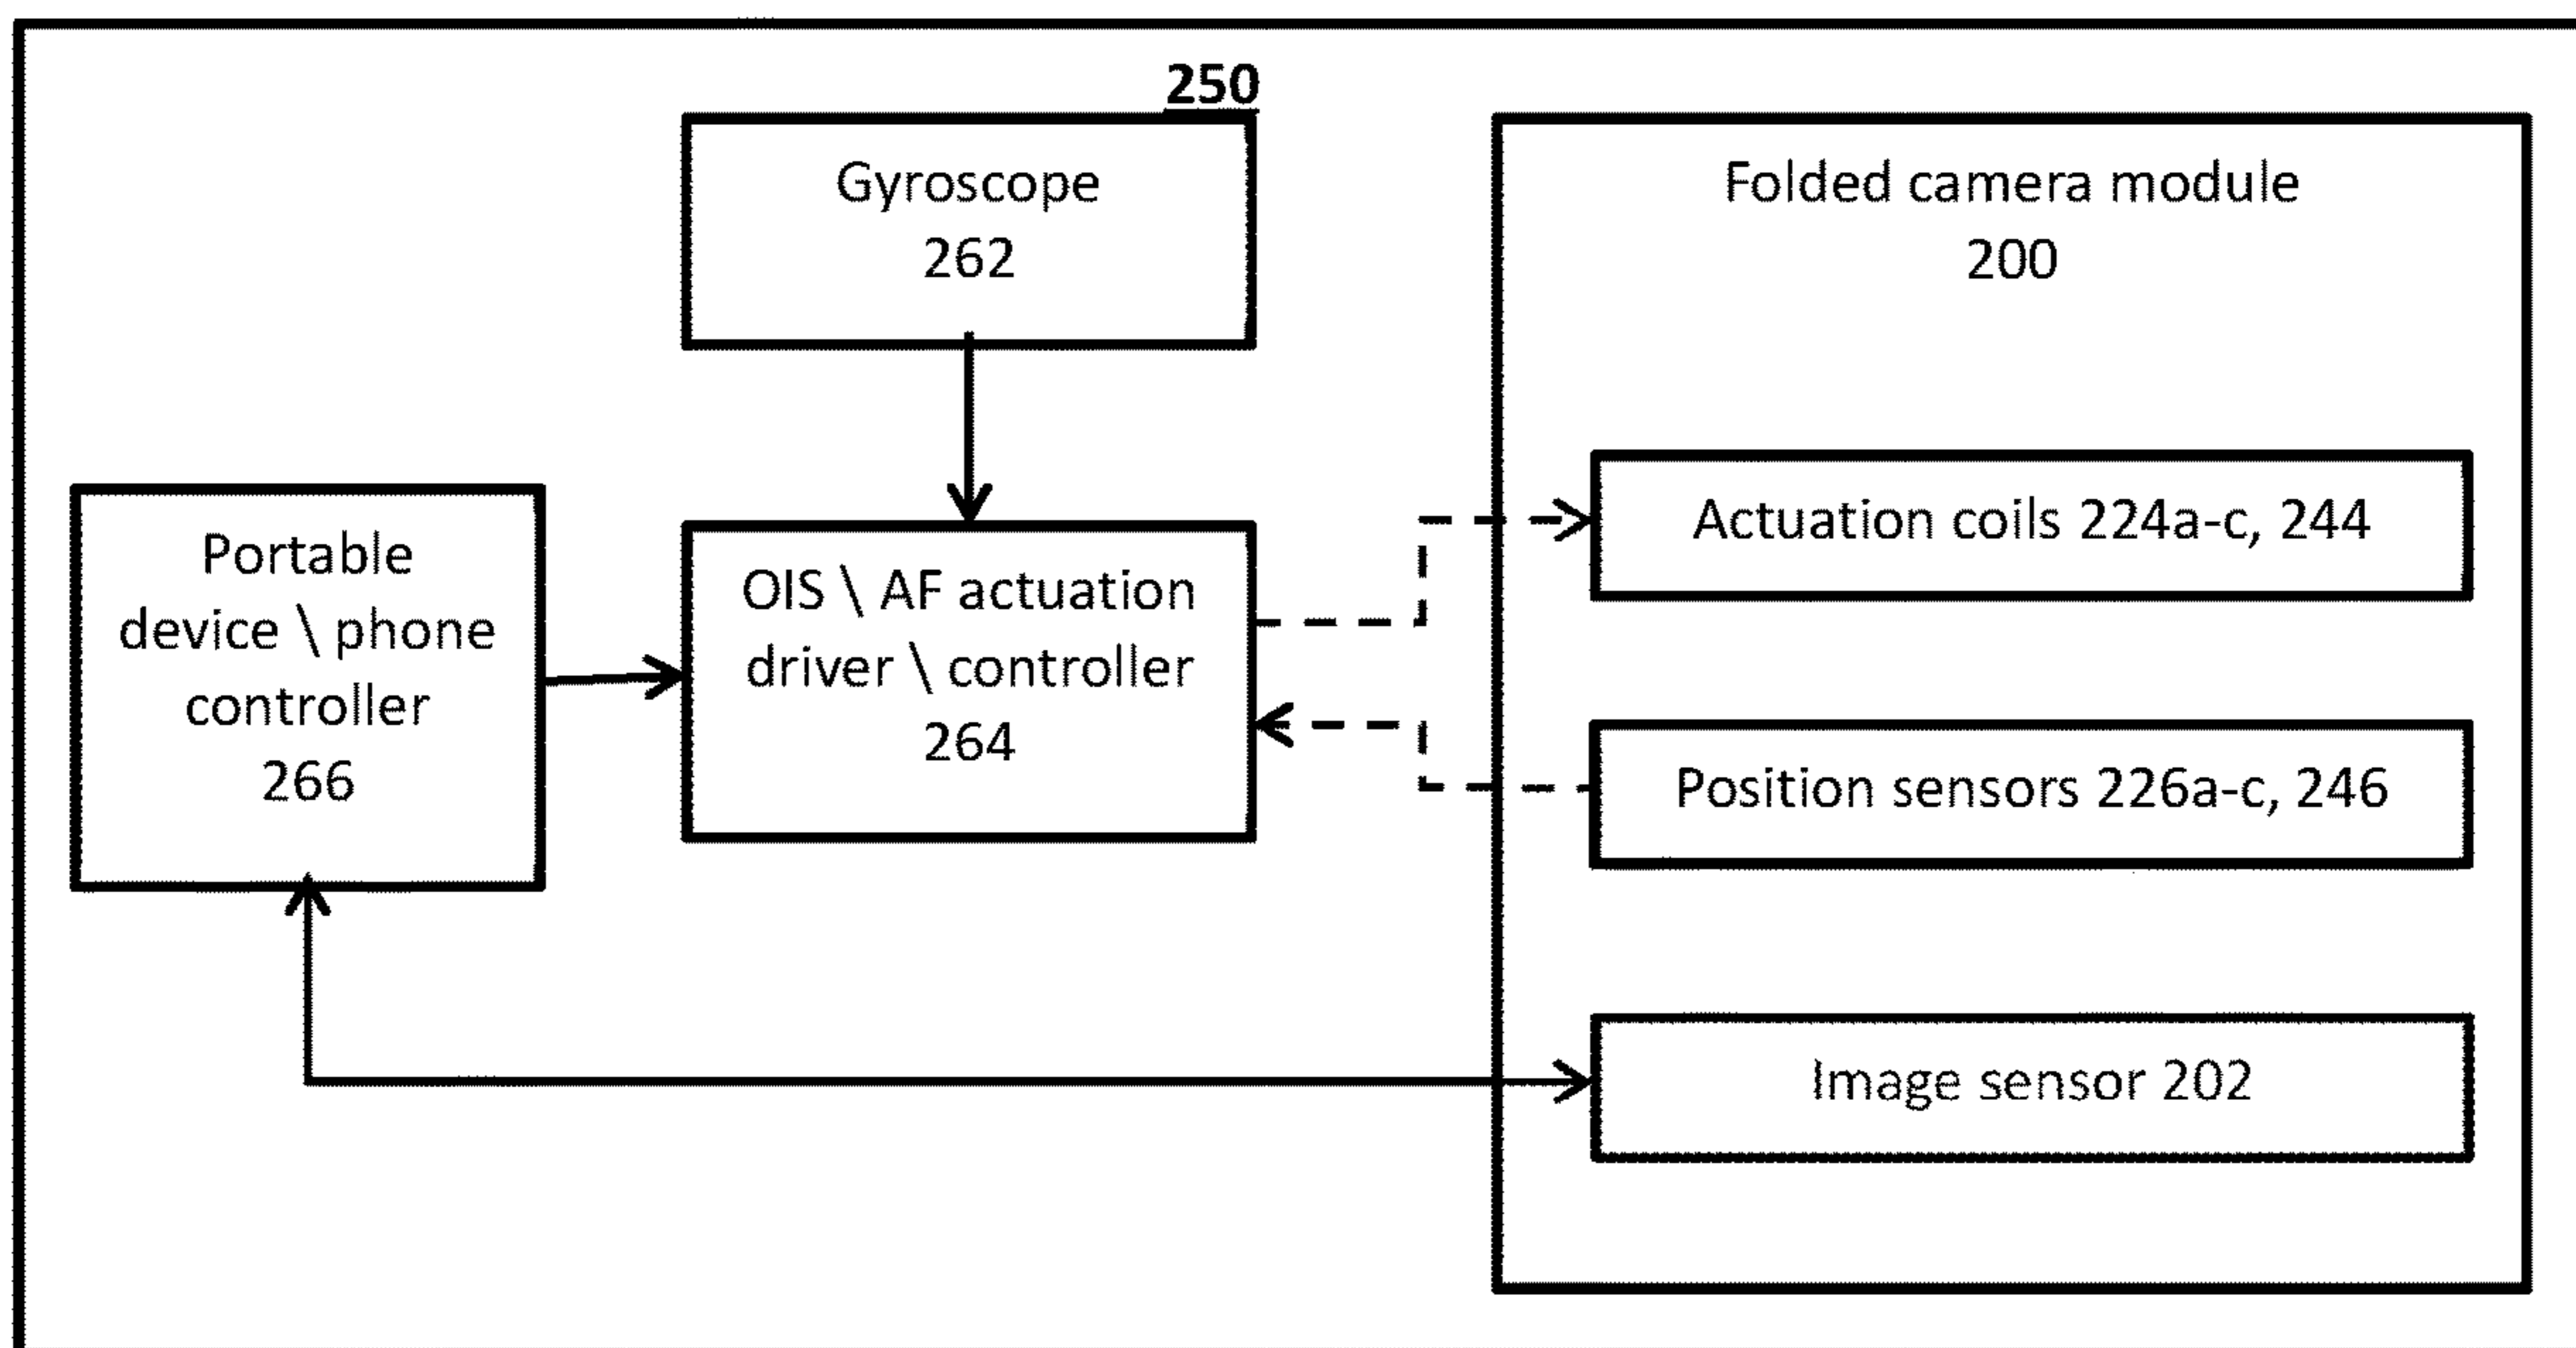 250
Gyroscope
262
Folded camera module
200
Portable
device \ phone
controller
266
OIS \ AF actuation
driver \ controller
264
Actuation coils 224a-c, 244
Position sensors 226a-c, 246
Image sensor 202